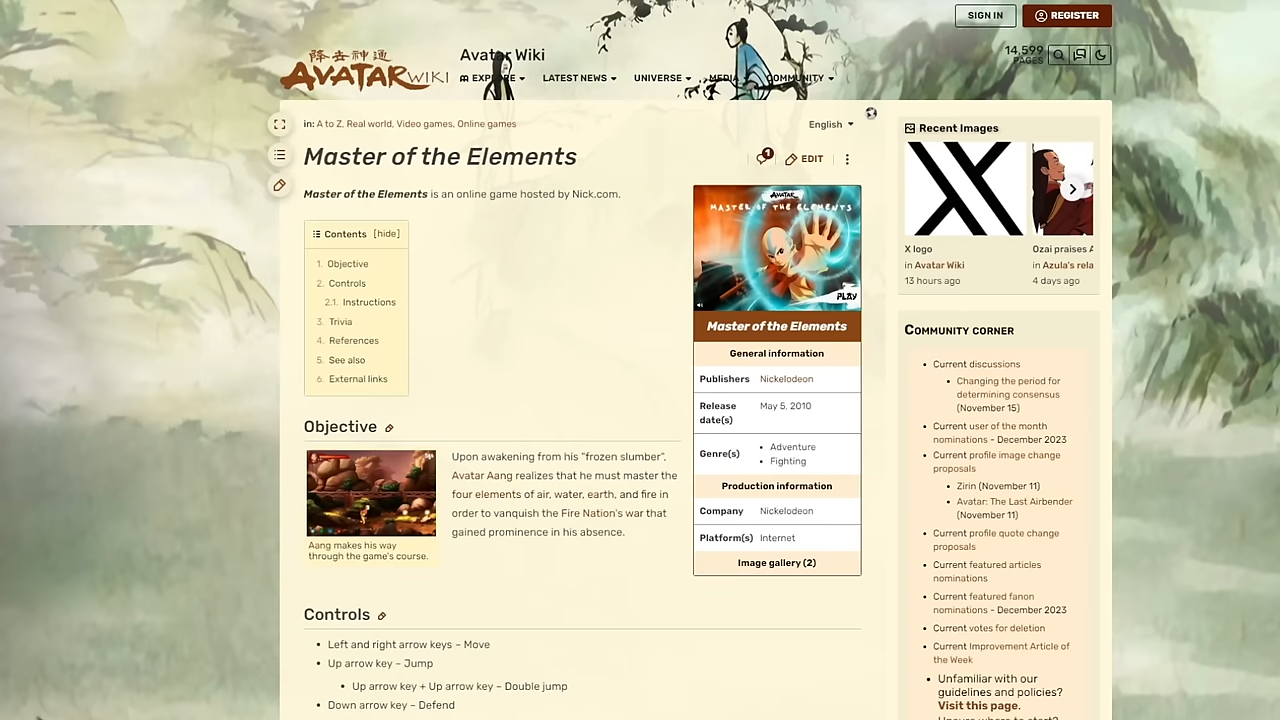 SIGN IN
REGISTER
降去神通
AVATAR WIKI
Avatar Wiki
EXPLORE
LATEST NEWS
UNIVERSE
MEDIA
COMMUNITY
14,599
PAGES
in: A to Z, Real world, Video games, Online games
English
Master of the Elements
1
EDIT
Master of the Elements is an online game hosted by Nick.com.
Contents [hide]
1. Objective
2. Controls
2.1. Instructions
3. Trivia
4. References
5. See also
6. External links
AVATAR
MASTER OF THE ELEMENTS
PLAY
Master of the Elements
General information
Publishers Nickelodeon
Release
date(s) May 5, 2010
Genre(s)
• Adventure
• Fighting
Production information
Company Nickelodeon
Platform(s) Internet
Image gallery (2)
Objective
Aang makes his way
through the game's course.
Upon awakening from his "frozen slumber",
Avatar Aang realizes that he must master the
four elements of air, water, earth, and fire in
order to vanquish the Fire Nation's war that
gained prominence in his absence.
Controls
• Left and right arrow keys – Move
• Up arrow key – Jump
• Up arrow key + Up arrow key – Double jump
• Down arrow key – Defend
Recent Images
X logo
in Avatar Wiki
13 hours ago
Ozai praises A
in Azula's rela
4 days ago
Community corner
• Current discussions
• Changing the period for
determining consensus
(November 15)
• Current user of the month
nominations - December 2023
• Current profile image change
proposals
• Zirin (November 11)
• Avatar: The Last Airbender
(November 11)
• Current profile quote change
proposals
• Current featured articles
nominations
• Current featured fanon
nominations - December 2023
• Current votes for deletion
• Current Improvement Article of
the Week
• Unfamiliar with our
guidelines and policies?
Visit this page.
Unsure where to start?